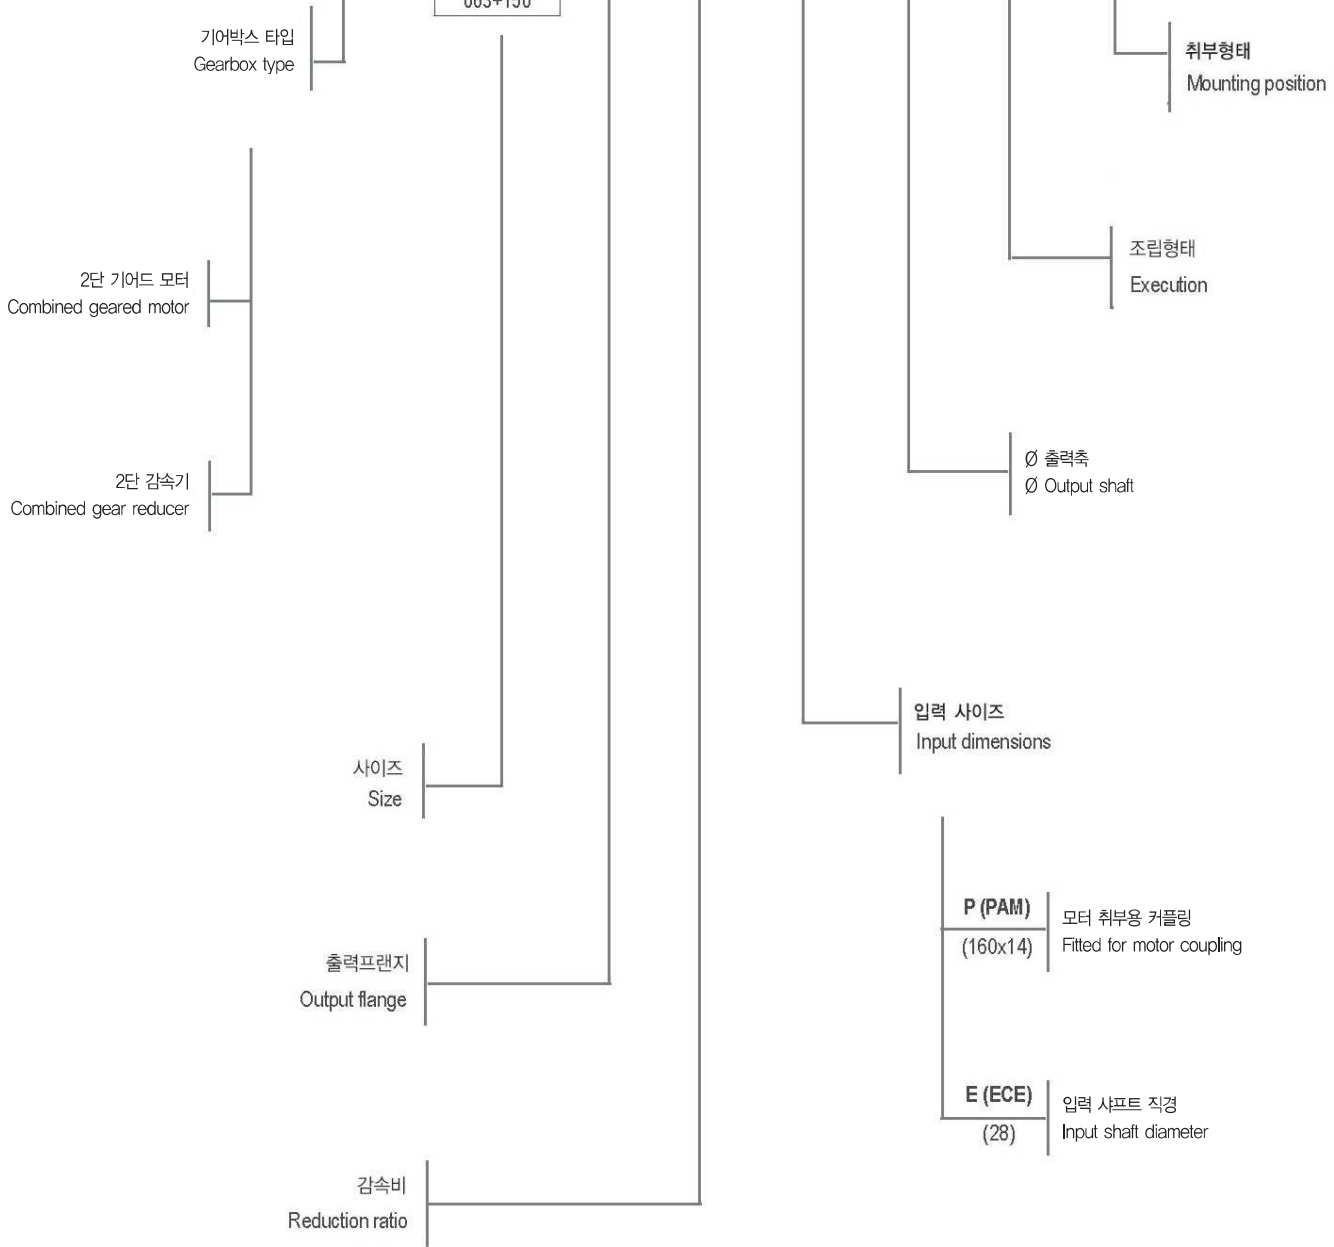 기어박스 타입
Gearbox type
취부형태
Mounting position
조립형태
Execution
2단 기어드 모터
Combined geared motor
Ø 출력축
Ø Output shaft
2단 감속기
Combined gear reducer
입력 사이즈
Input dimensions
사이즈
Size
P (PAM)
(160x14)
모터 취부용 커플링
Fitted for motor coupling
출력프랜지
Output flange
E (ECE)
(28)
입력 샤프트 직경
Input shaft diameter
감속비
Reduction ratio